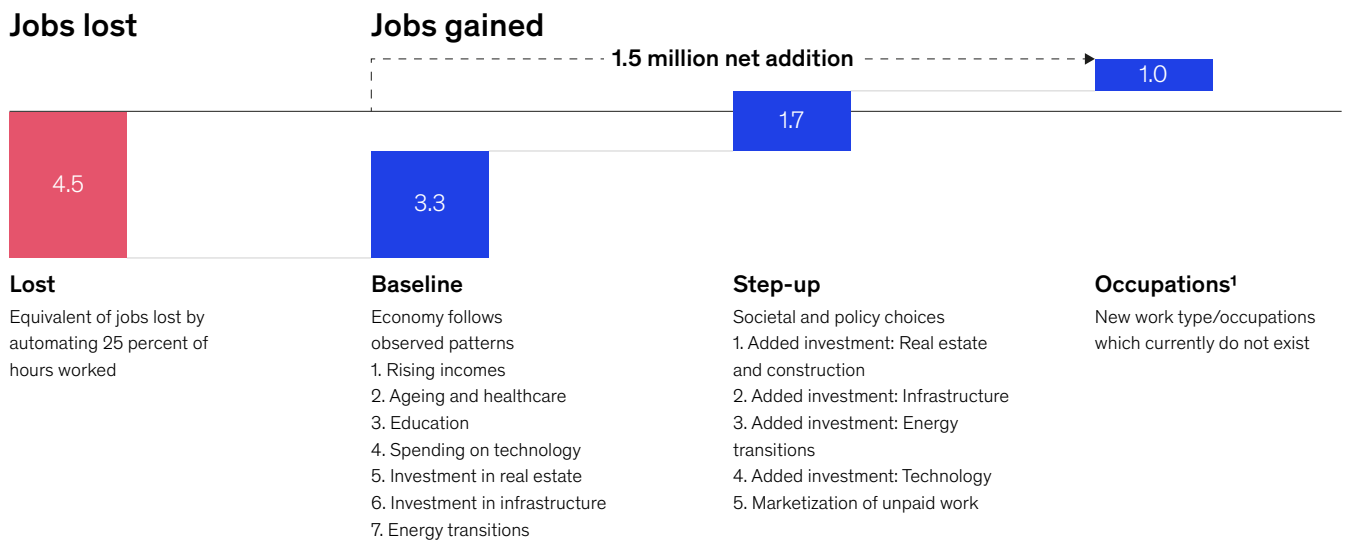 Jobs lost
Jobs gained
1.5 million net addition
4.5
3.3
1.7
1.0
Lost
Equivalent of jobs lost by
automating 25 percent of
hours worked
Baseline
Economy follows
observed patterns
1. Rising incomes
2. Ageing and healthcare
3. Education
4. Spending on technology
5. Investment in real estate
6. Investment in infrastructure
7. Energy transitions
Step-up
Societal and policy choices
1. Added investment: Real estate
and construction
2. Added investment: Infrastructure
3. Added investment: Energy
transitions
4. Added investment: Technology
5. Marketization of unpaid work
Occupations¹
New work type/occupations
which currently do not exist